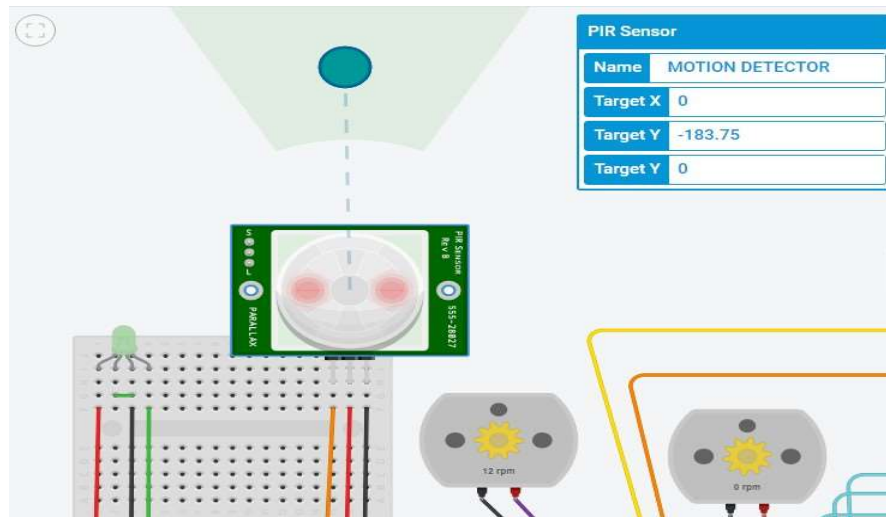 PIR Sensor
Name MOTION DETECTOR
Target X 0
Target Y -183.75
Target Y 0
S
L
PARALLAX
PIR SENSOR
REV B
555-28027
12 rpm
0 rpm